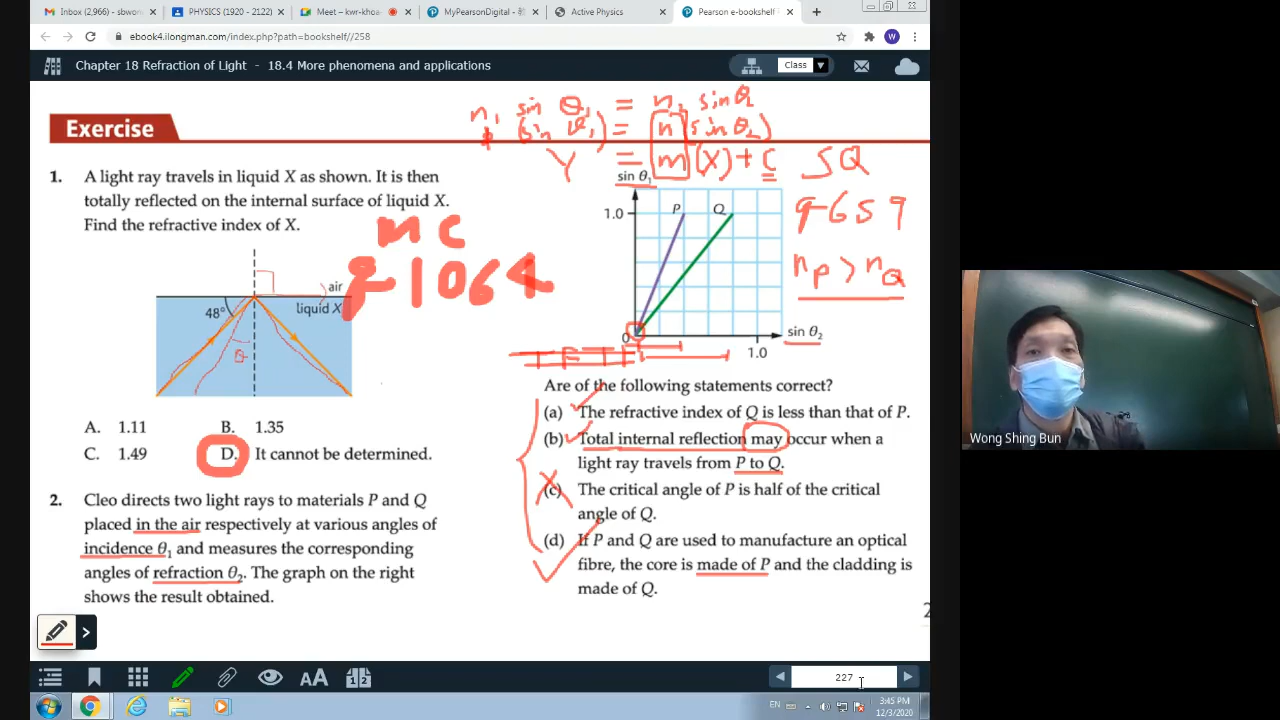 Inbox (2,966) - sbwon
PHYSICS (1920 - 2122)
Meet – kwr-khoa
MyPearsonDigital -
Active Physics
Pearson e-bookshelf
ebook4.ilongman.com/index.php?path=bookshelf//258
W
Chapter 18 Refraction of Light - 18.4 More phenomena and applications
Class
Exercise
1. A light ray travels in liquid X as shown. It is then
totally reflected on the internal surface of liquid X.
Find the refractive index of X.
MC
air
liquid X
48°
θ
A. 1.11 B. 1.35
C. 1.49 D. It cannot be determined.
2. Cleo directs two light rays to materials P and Q
placed in the air respectively at various angles of
incidence θ1 and measures the corresponding
angles of refraction θ2. The graph on the right
shows the result obtained.
Y = m (X) + C SQ
sin θ1
1.0
P
Q
9-659
nP > nQ
0
sin θ2
1.0
Are of the following statements correct?
(a) The refractive index of Q is less than that of P.
(b) Total internal reflection may occur when a
light ray travels from P to Q.
(c) The critical angle of P is half of the critical
angle of Q.
(d) If P and Q are used to manufacture an optical
fibre, the core is made of P and the cladding is
made of Q.
Wong Shing Bun
AA
1 2
227
EN
3:45 PM
12/3/2020